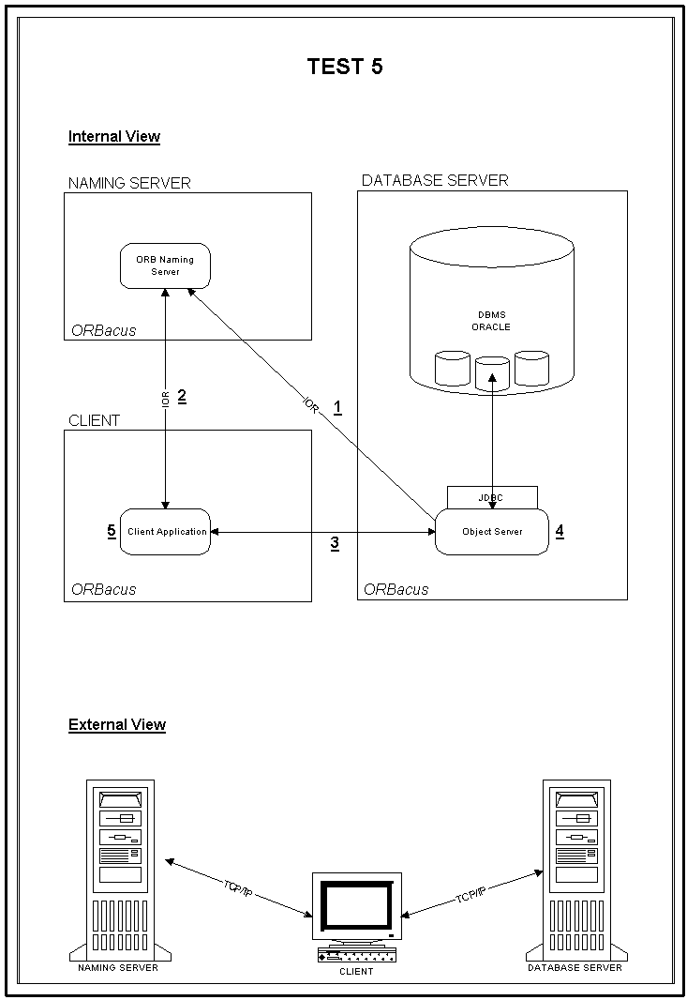 TEST 5
Internal View
NAMING SERVER
DATABASE SERVER
ORB Naming
Server
DBMS
ORACLE
ORBacus
IOR
2
IOR
1
CLIENT
JDBC
5
Client Application
3
Object Server
4
ORBacus
ORBacus
External View
TCP/IP
TCP/IP
NAMING SERVER
CLIENT
DATABASE SERVER